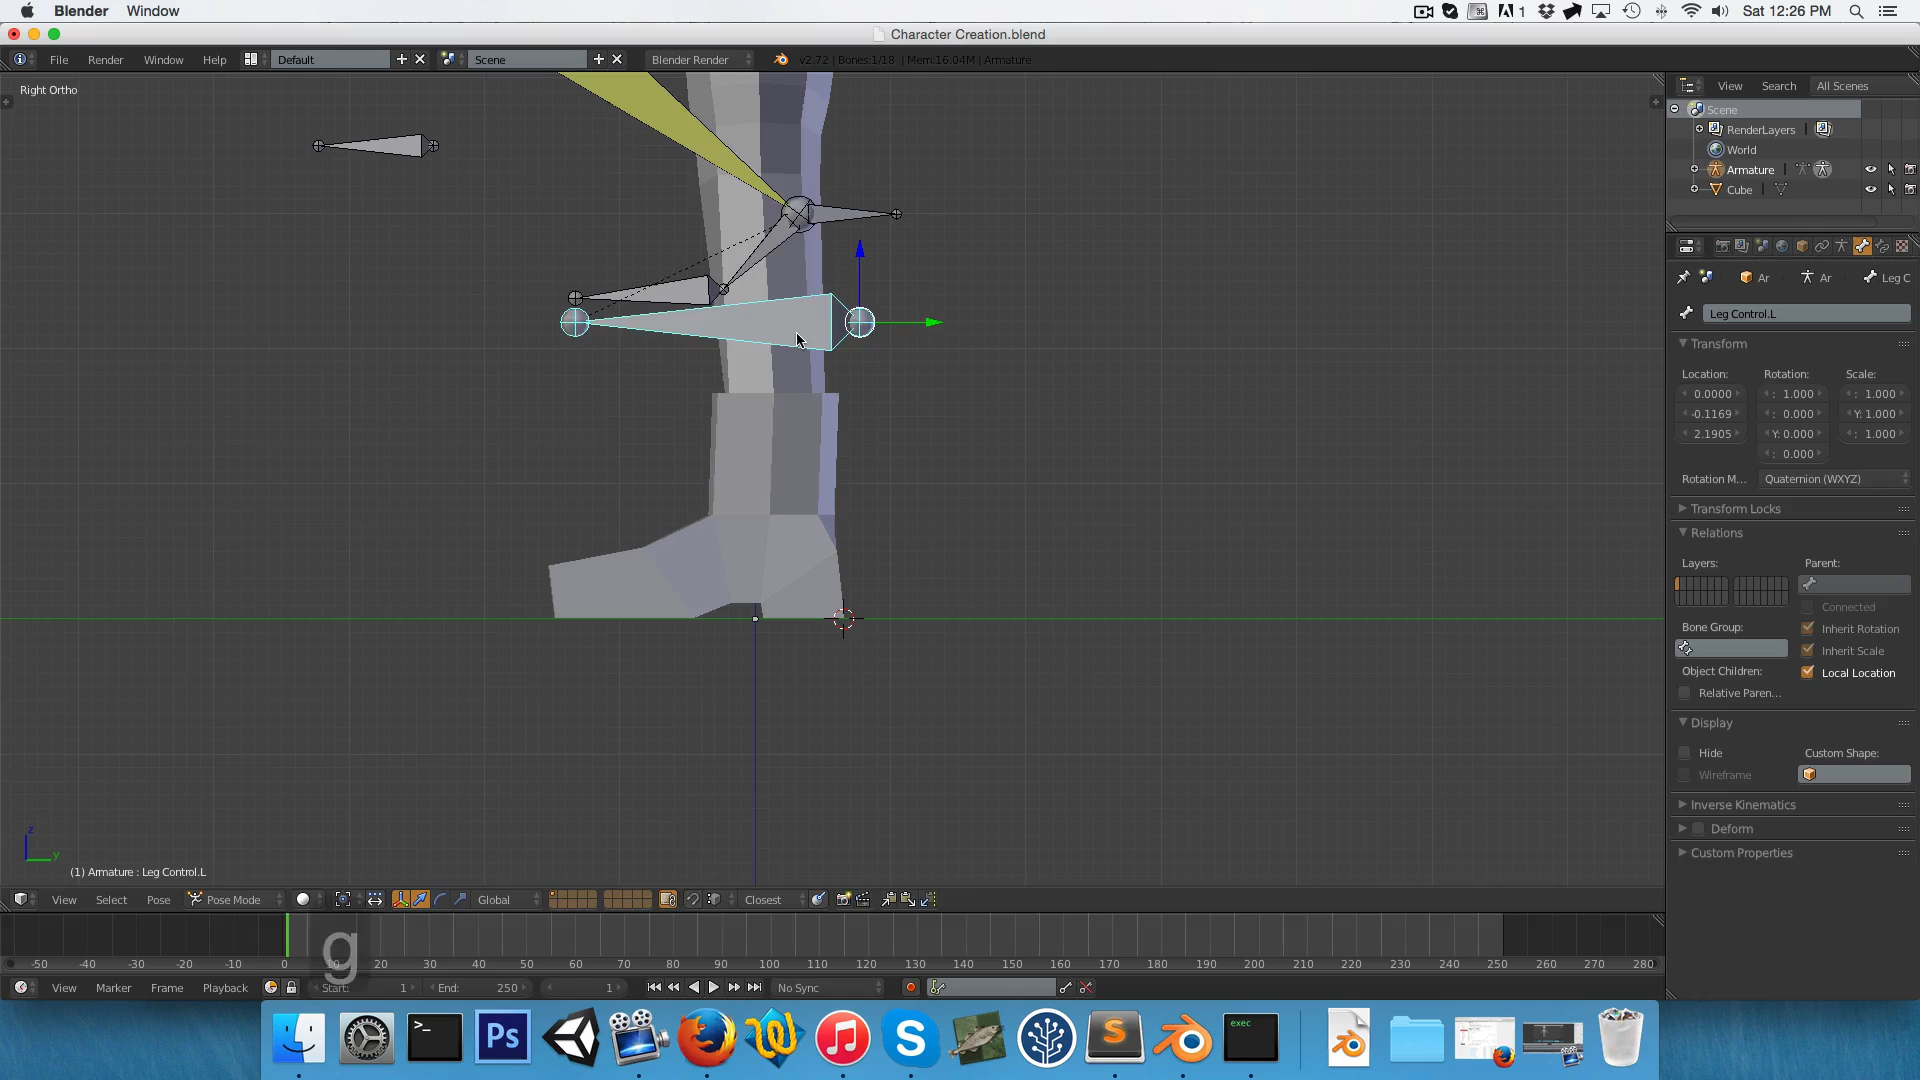 Blender Window 1 Sat 12:26 PM
Character Creation.blend
File Render Window Help Default Scene Blender Render v2.72 | Bones:1/18 | Mem:16.04M | Armature
View Search All Scenes
Right Ortho
Scene
RenderLayers
World
Armature
Cube
Ar Ar Leg C
Leg Control.L
Transform
Location: Rotation: Scale:
0.0000 : 1.000 : 1.000
-0.1169 : 0.000 Y: 1.000
2.1905 Y: 0.000 : 1.000
: 0.000
Rotation M... Quaternion (WXYZ)
Transform Locks
Relations
Layers: Parent:
Connected
Bone Group: Inherit Rotation
Inherit Scale
Object Children: Local Location
Relative Paren...
Display
Hide Custom Shape:
Wireframe
Inverse Kinematics
Deform
Custom Properties
z
y
(1) Armature : Leg Control.L
View Select Pose Pose Mode Global Closest
g
-50 -40 -30 -20 -10 0 10 20 30 40 50 60 70 80 90 100 110 120 130 140 150 160 170 180 190 200 210 220 230 240 250 260 270 280
View Marker Frame Playback Start: 1 End: 250 1 No Sync
Ps
exec